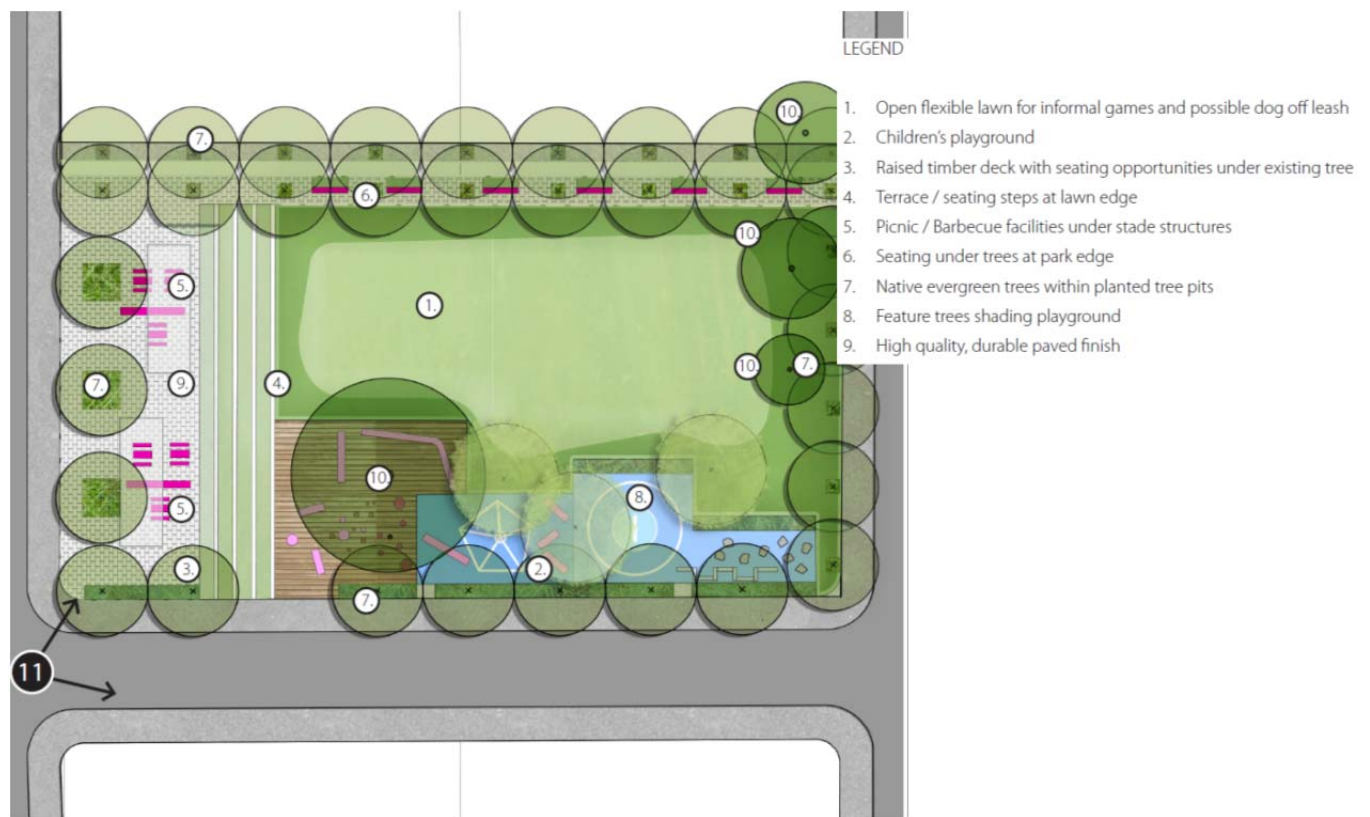 LEGEND
1. Open flexible lawn for informal games and possible dog off leash
2. Children's playground
3. Raised timber deck with seating opportunities under existing tree
4. Terrace / seating steps at lawn edge
5. Picnic / Barbecue facilities under stade structures
6. Seating under trees at park edge
7. Native evergreen trees within planted tree pits
8. Feature trees shading playground
9. High quality, durable paved finish
10.
7.
6.
10.
5.
1.
7.
9.
4.
10.
7.
10.
8.
5.
3.
2.
7.
11